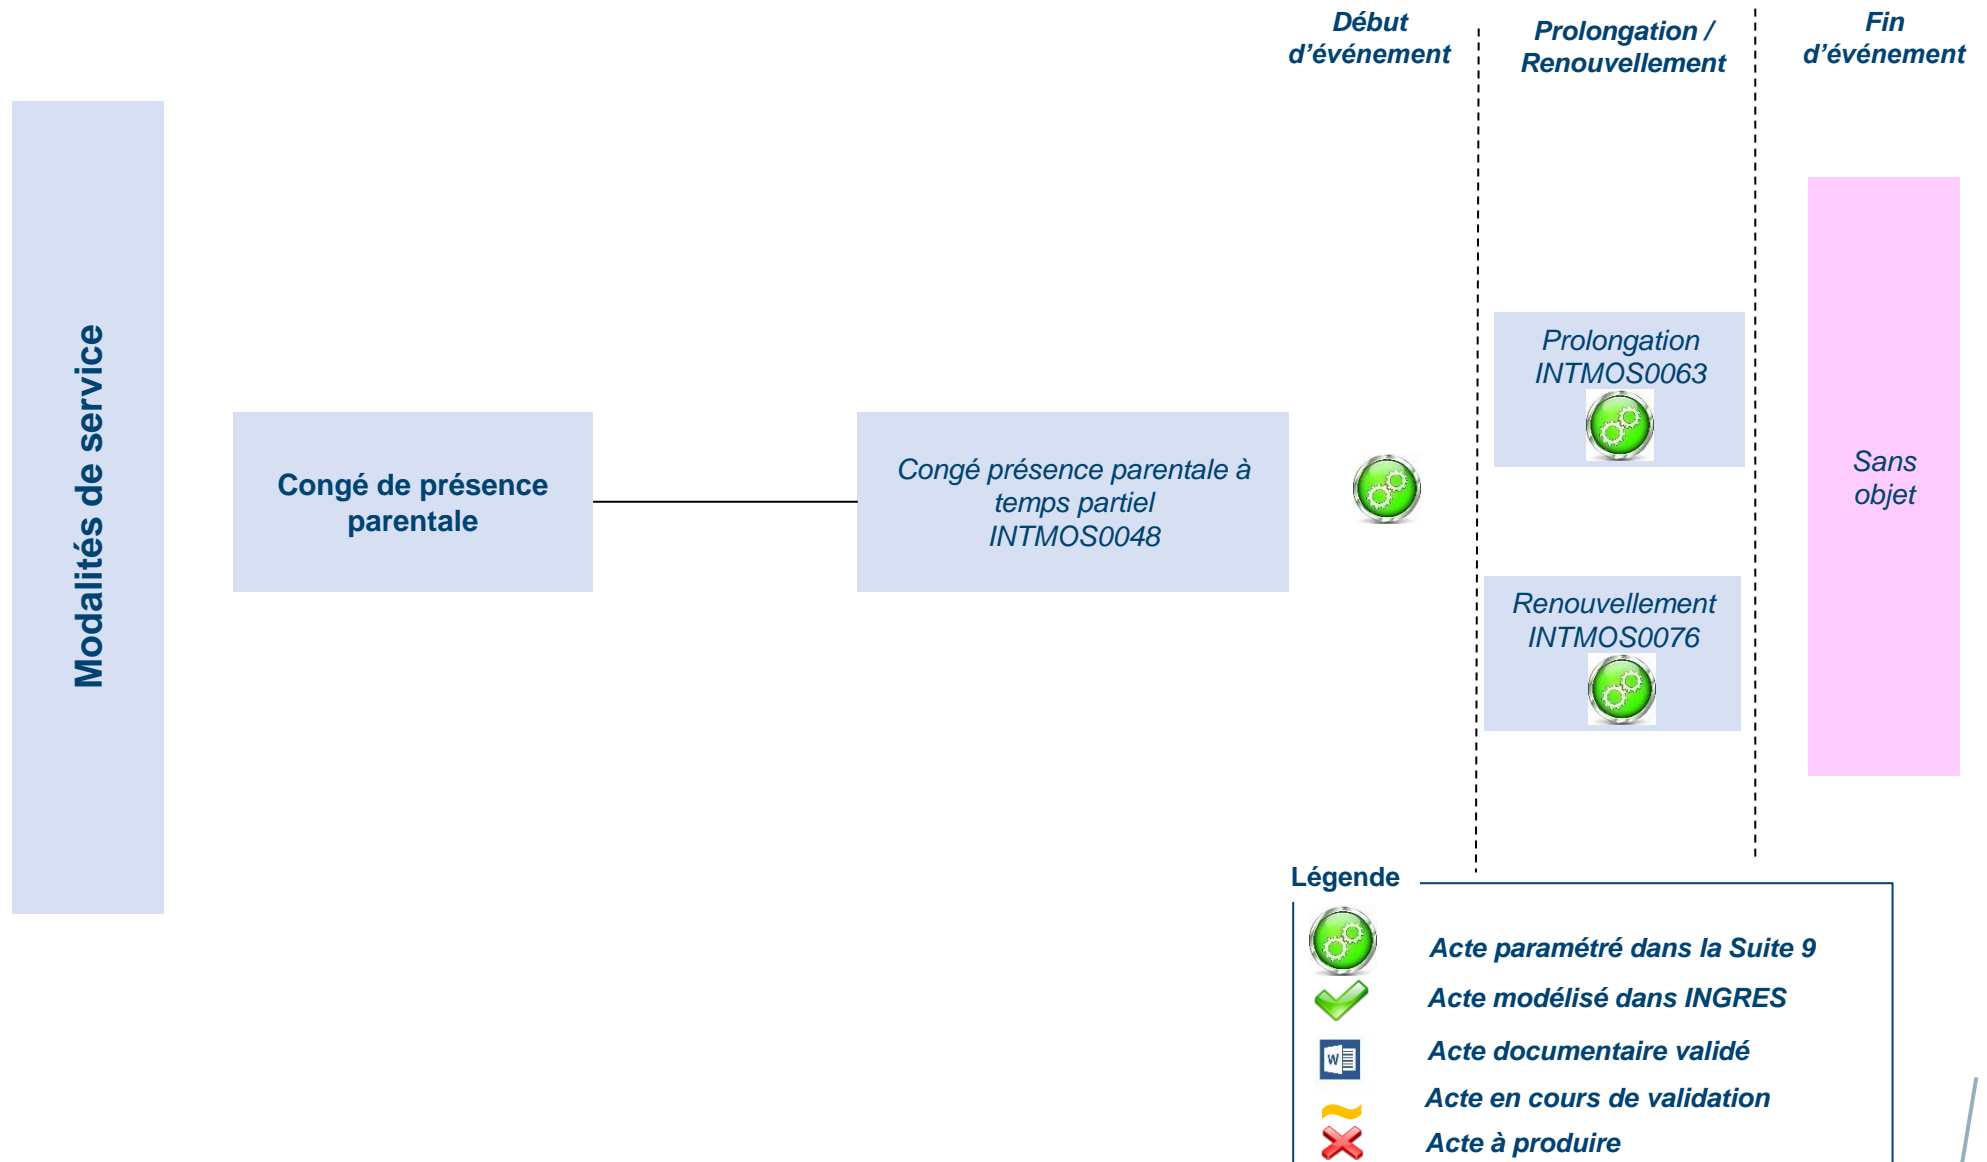 Début
d’événement
Prolongation /
Renouvellement
Fin
d’événement
Modalités de service
Congé de présence
parentale
Congé présence parentale à
temps partiel
INTMOS0048
Prolongation
INTMOS0063
Renouvellement
INTMOS0076
Sans
objet
Légende
Acte paramétré dans la Suite 9
Acte modélisé dans INGRES
W
Acte documentaire validé
Acte en cours de validation
Acte à produire